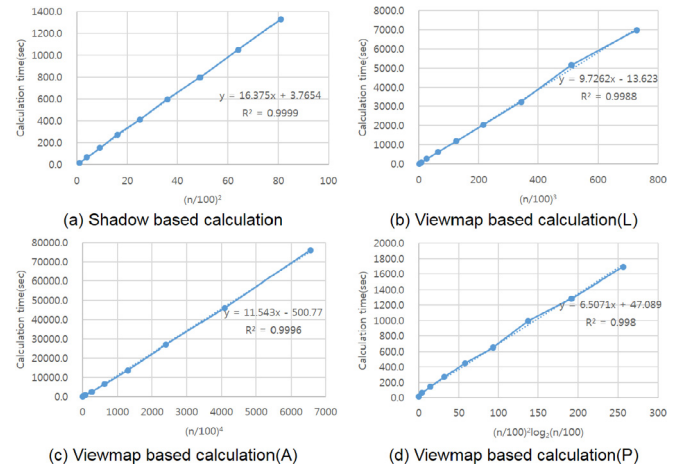 1400.0
1200.0
1000.0
800.0
600.0
400.0
200.0
0.0
Calculation time(sec)
y = 16.375x + 3.7654
R² = 0.9999
0 20 40 60 80 100
(n/100)²
(a) Shadow based calculation
8000.0
7000.0
6000.0
5000.0
4000.0
3000.0
2000.0
1000.0
0.0
Calculation time(sec)
y = 9.7262x - 13.623
R² = 0.9988
0 200 400 600 800
(n/100)³
(b) Viewmap based calculation(L)
80000.0
70000.0
60000.0
50000.0
40000.0
30000.0
20000.0
10000.0
0.0
Calculation time(sec)
y = 11.543x - 500.77
R² = 0.9996
0 1000 2000 3000 4000 5000 6000 7000
(n/100)⁴
(c) Viewmap based calculation(A)
2000.0
1800.0
1600.0
1400.0
1200.0
1000.0
800.0
600.0
400.0
200.0
0.0
Calculation time(sec)
y = 6.5071x + 47.089
R² = 0.998
0 50 100 150 200 250 300
(n/100)²log₂(n/100)
(d) Viewmap based calculation(P)